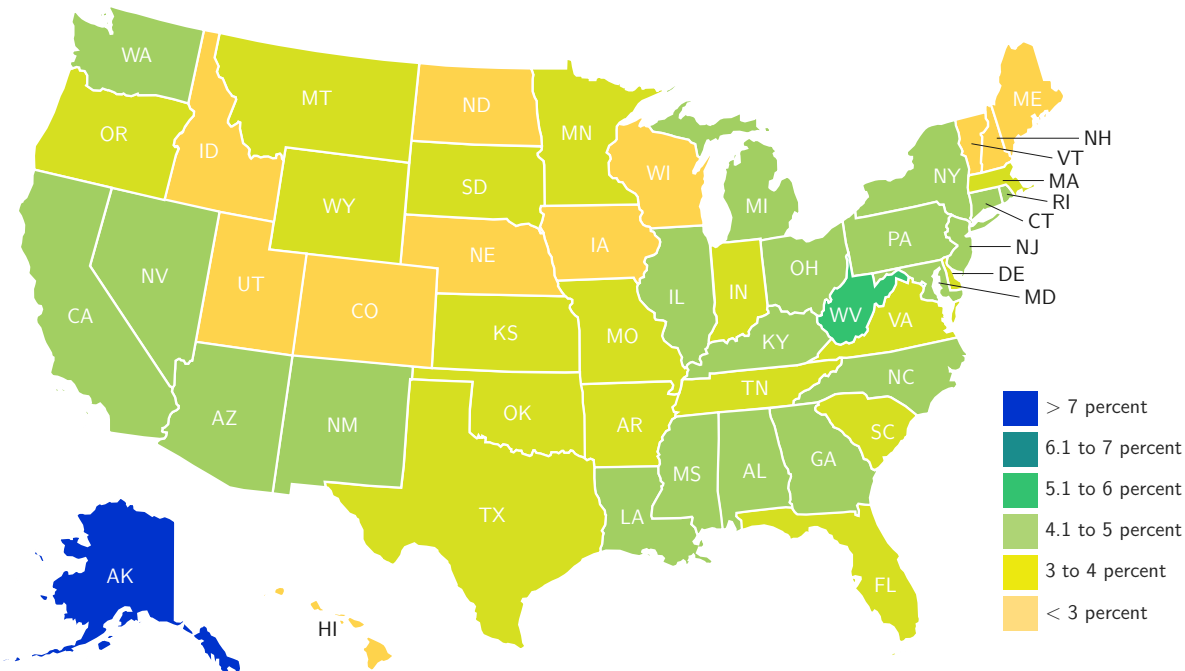 WA
MT
ND
ME
OR
MN
NH
ID
VT
WI
NY
MA
SD
RI
WY
MI
CT
PA
NJ
IA
NE
OH
DE
NV
UT
IN
IL
MD
CO
CA
WV
VA
KS
MO
KY
NC
TN
OK
AZ
NM
AR
SC
GA
MS
AL
TX
LA
AK
FL
HI
> 7 percent
6.1 to 7 percent
5.1 to 6 percent
4.1 to 5 percent
3 to 4 percent
< 3 percent